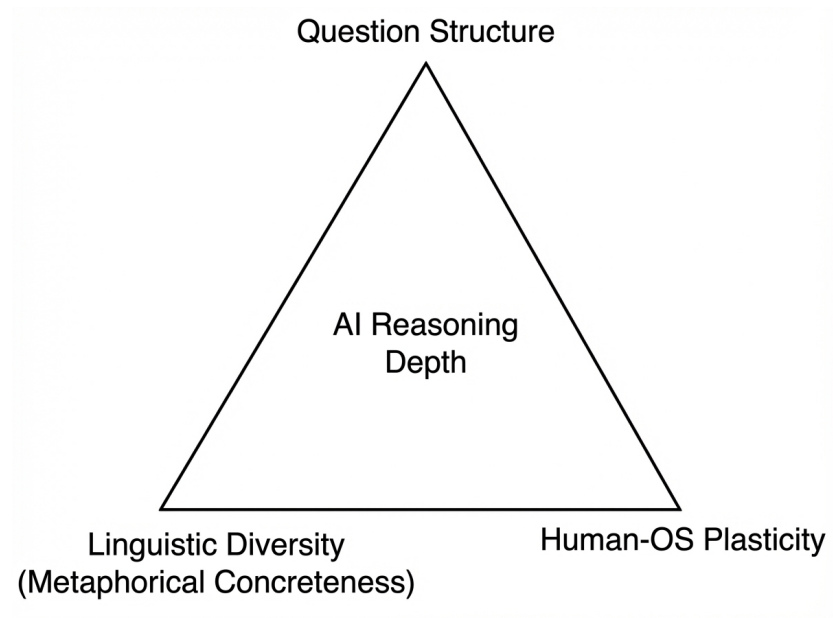 Question Structure
AI Reasoning
Depth
Linguistic Diversity
(Metaphorical Concreteness)
Human-OS Plasticity